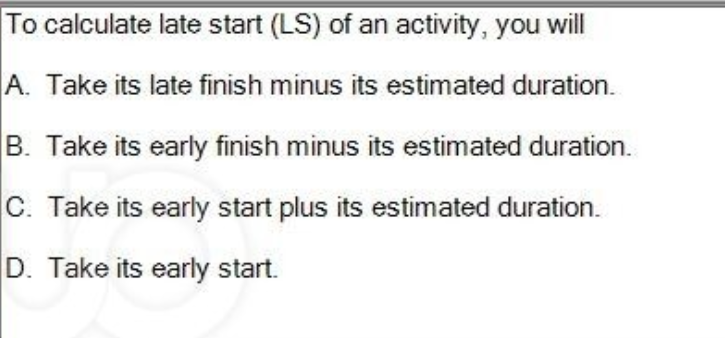 To calculate late start (LS) of an activity, you will
A. Take its late finish minus its estimated duration.
B. Take its early finish minus its estimated duration.
C. Take its early start plus its estimated duration.
D. Take its early start.